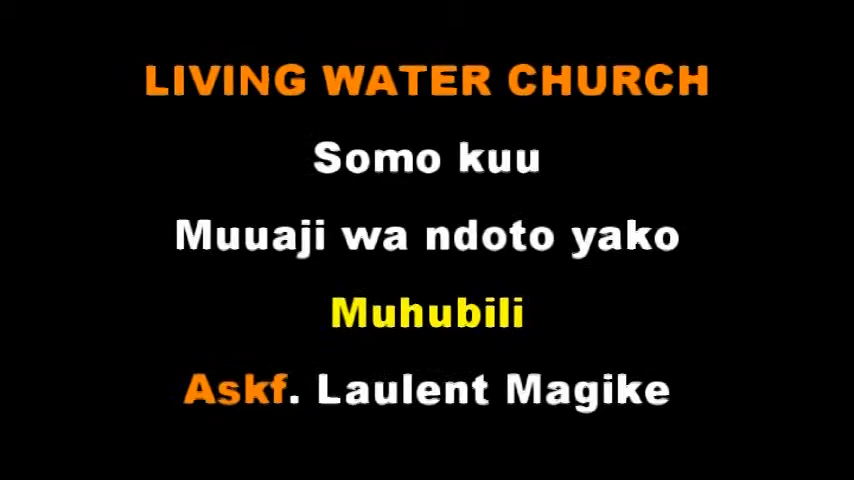 LIVING WATER CHURCH
Somo kuu
Muuaji wa ndoto yako
Muhubili
Askf. Laulent Magike